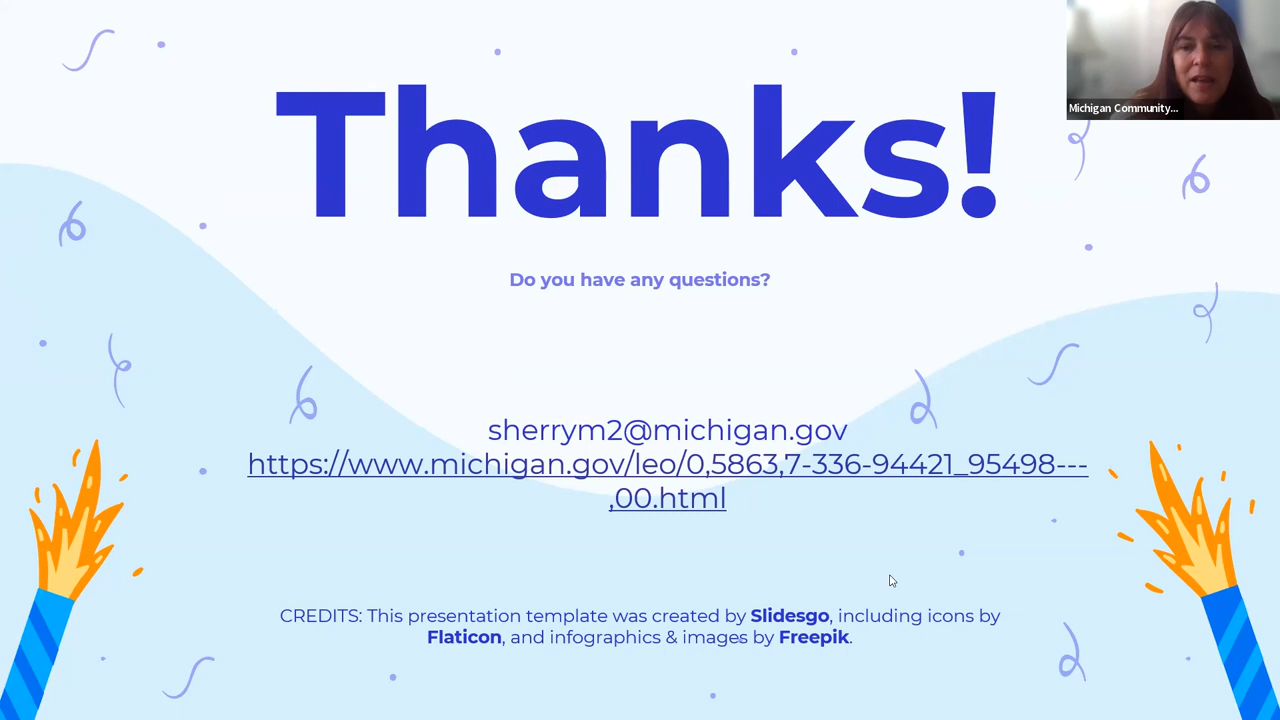 Thanks!
Michigan Community...
Do you have any questions?
sherrym2@michigan.gov
https://www.michigan.gov/leo/0,5863,7-336-94421_95498---
,00.html
CREDITS: This presentation template was created by Slidesgo, including icons by
Flaticon, and infographics & images by Freepik.